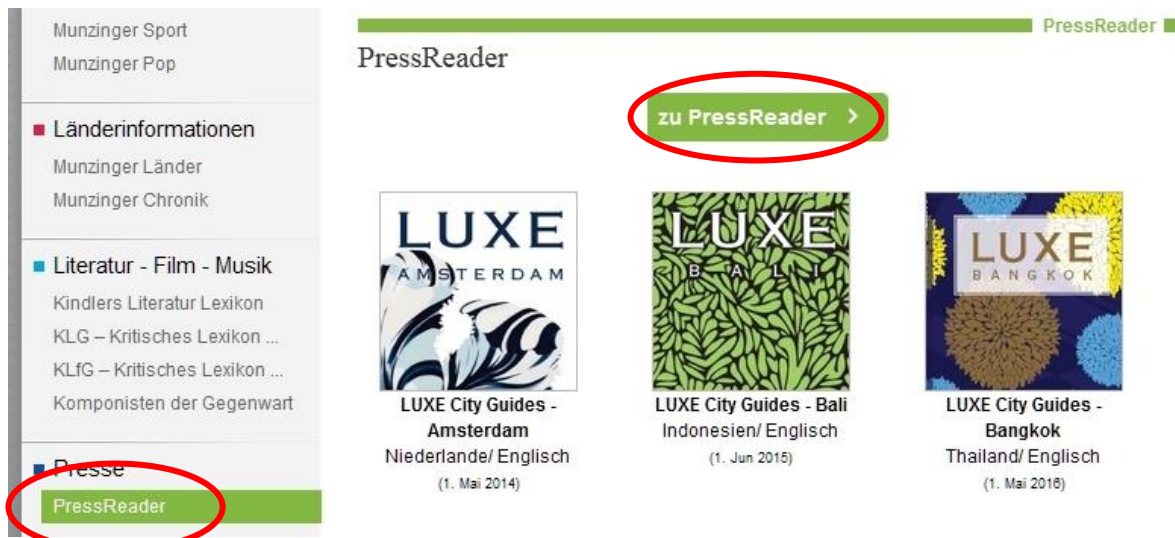 Munzinger Sport
Munzinger Pop
Länderinformationen
Munzinger Länder
Munzinger Chronik
Literatur - Film - Musik
Kindlers Literatur Lexikon
KLG – Kritisches Lexikon ...
KLfG – Kritisches Lexikon ...
Komponisten der Gegenwart
Presse
PressReader
PressReader
PressReader
zu PressReader >
LUXE
AMSTERDAM
LUXE City Guides -
Amsterdam
Niederlande/ Englisch
(1. Mai 2014)
LUXE
BALI
LUXE City Guides - Bali
Indonesien/ Englisch
(1. Jun 2015)
LUXE
BANGKOK
LUXE City Guides -
Bangkok
Thailand/ Englisch
(1. Mai 2016)